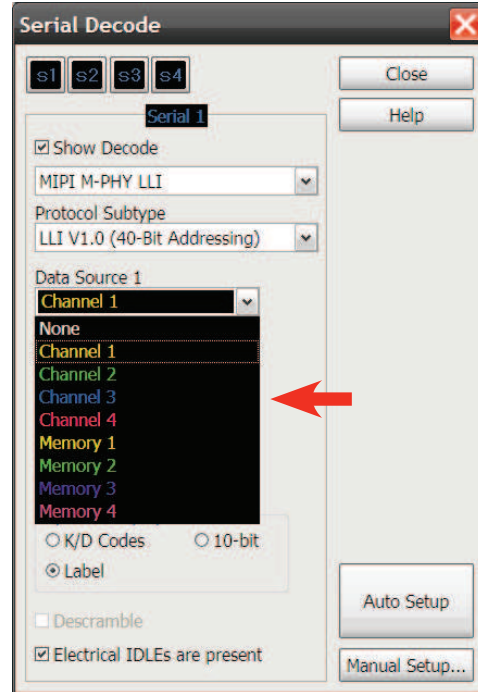 Serial Decode
s1 s2 s3 s4
Close
Serial 1
Help
Show Decode
MIPI M-PHY LLI
Protocol Subtype
LLI V1.0 (40-Bit Addressing)
Data Source 1
Channel 1
None
Channel 1
Channel 2
Channel 3
Channel 4
Memory 1
Memory 2
Memory 3
Memory 4
K/D Codes 10-bit
Label
Auto Setup
Descramble
Electrical IDLEs are present
Manual Setup...